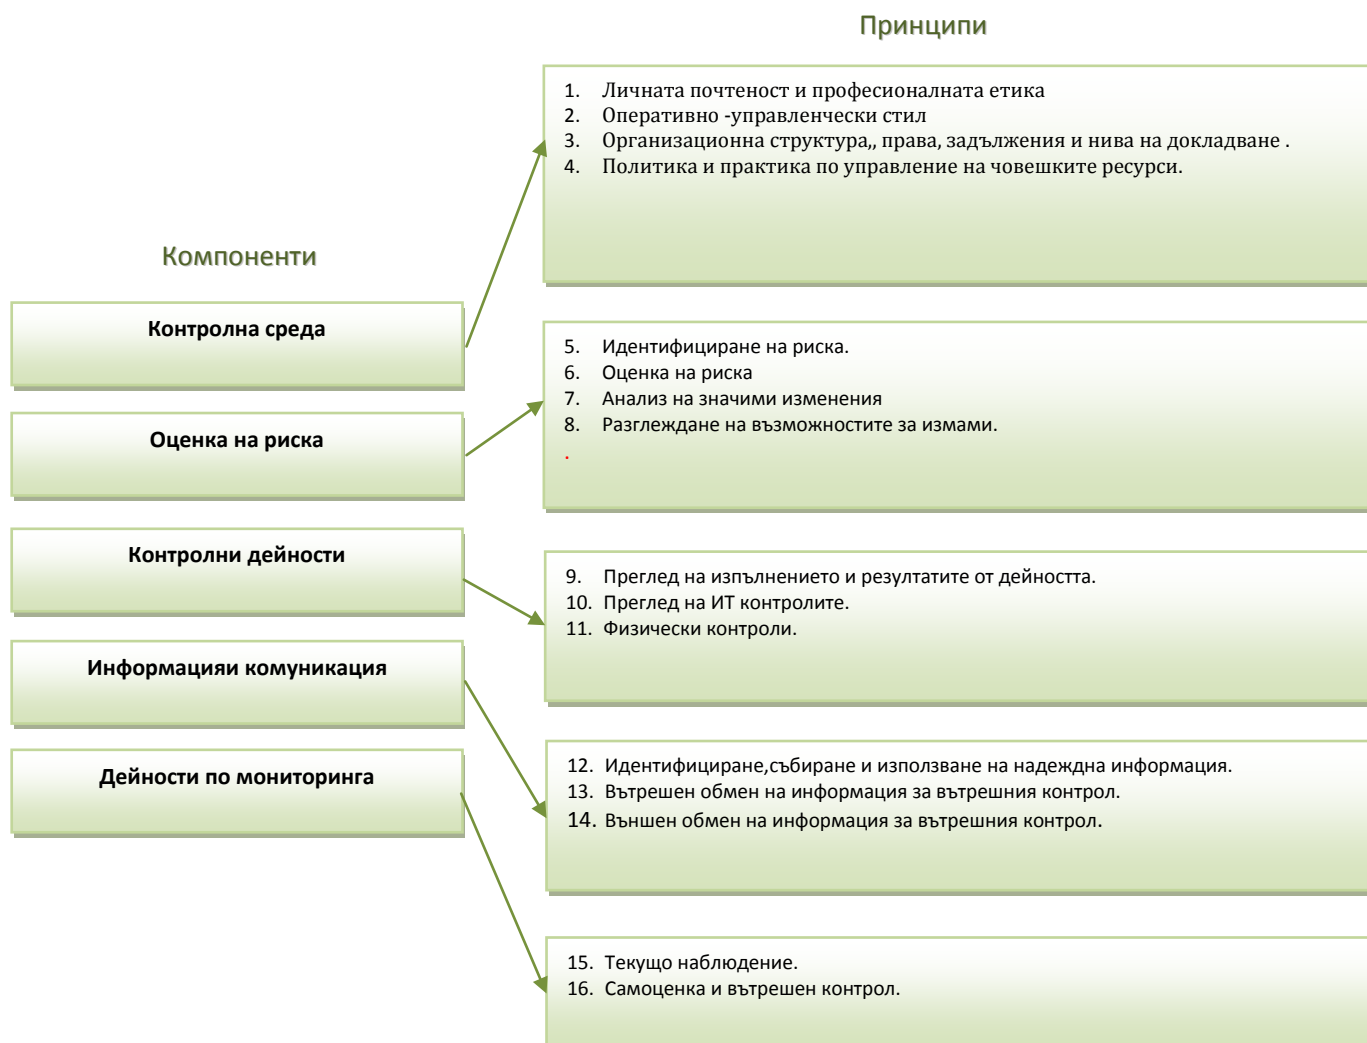 Принципи
1. Личната почтеност и професионалната етика
2. Оперативно -управленчески стил
3. Организационна структура,, права, задължения и нива на докладване .
4. Политика и практика по управление на човешките ресурси.
Компоненти
Контролна среда
5. Идентифициране на риска.
6. Оценка на риска
7. Анализ на значими изменения
8. Разглеждане на възможностите за измами.
.
Оценка на риска
Контролни дейности
9. Преглед на изпълнението и резултатите от дейността.
10. Преглед на ИТ контролите.
11. Физически контроли.
Информацияи комуникация
12. Идентифициране,събиране и използване на надеждна информация.
13. Вътрешен обмен на информация за вътрешния контрол.
14. Външен обмен на информация за вътрешния контрол.
Дейности по мониторинга
15. Текущо наблюдение.
16. Самоценка и вътрешен контрол.